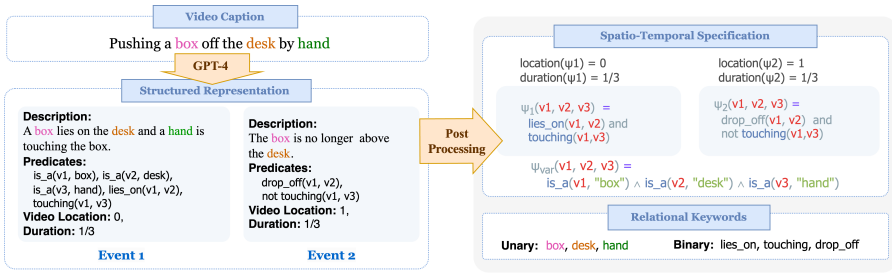 Video Caption
Pushing a box off the desk by hand
GPT-4
Structured Representation
Description:
A box lies on the desk and a hand is
touching the box.
Predicates:
is_a(v1, box), is_a(v2, desk),
is_a(v3, hand), lies_on(v1, v2),
touching(v1, v3)
Video Location: 0,
Duration: 1/3
Event 1
Description:
The box is no longer above
the desk.
Predicates:
drop_off(v1, v2),
not touching(v1, v3)
Video Location: 1,
Duration: 1/3
Event 2
Post
Processing
Spatio-Temporal Specification
location(ψ1) = 0
duration(ψ1) = 1/3
location(ψ2) = 1
duration(ψ2) = 1/3
ψ1(v1, v2, v3) =
lies_on(v1, v2) and
touching(v1,v3)
ψ2(v1, v2, v3) =
drop_off(v1, v2) and
not touching(v1,v3)
ψvar(v1, v2, v3) =
is_a(v1, "box") ∧ is_a(v2, "desk") ∧ is_a(v3, "hand")
Relational Keywords
Unary: box, desk, hand
Binary: lies_on, touching, drop_off